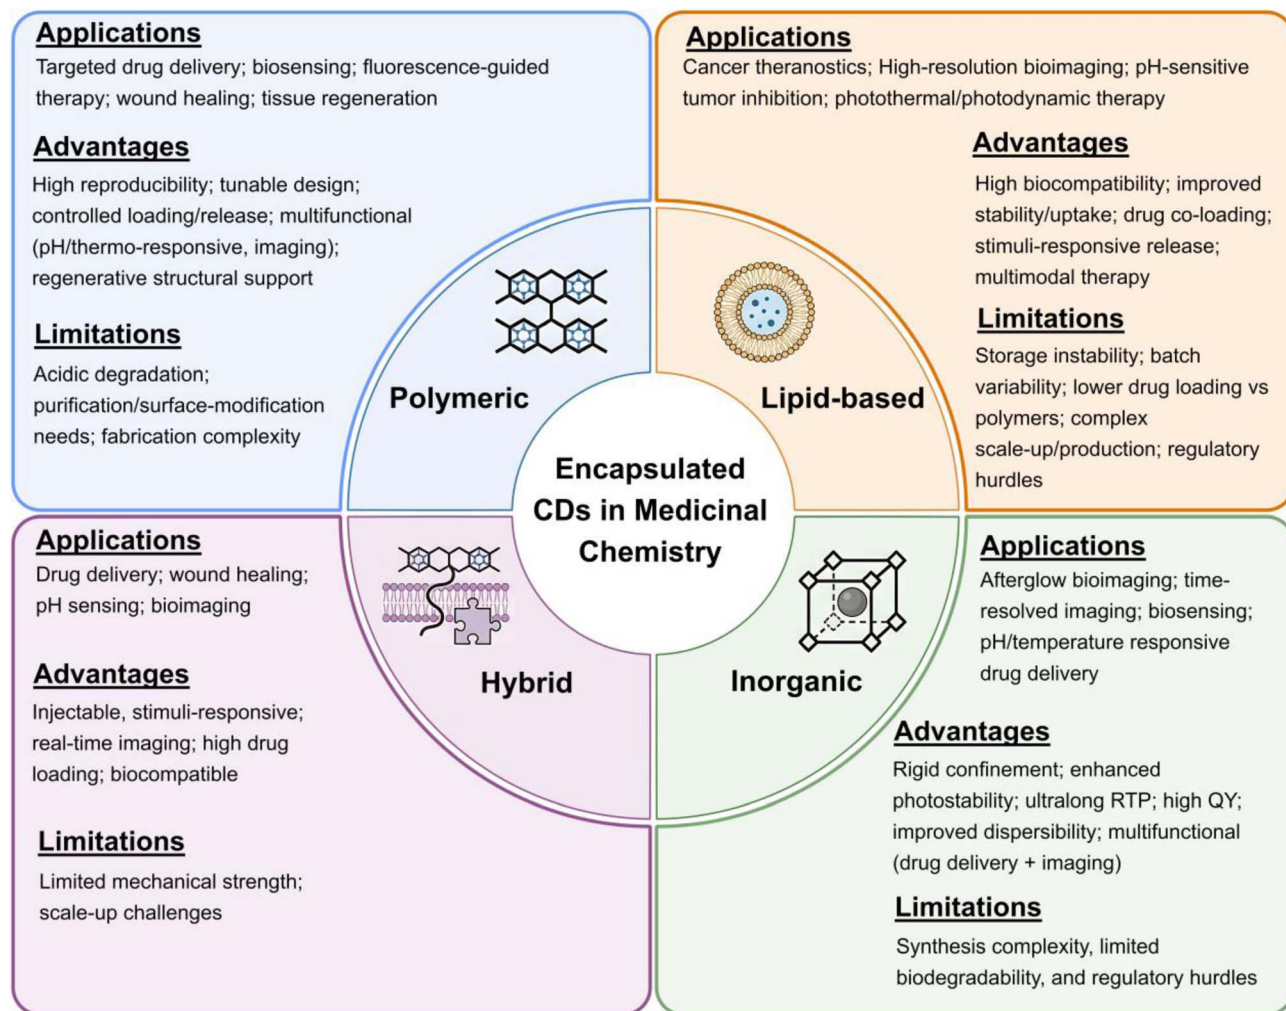 Applications
Targeted drug delivery; biosensing; fluorescence-guided
therapy; wound healing; tissue regeneration
Advantages
High reproducibility; tunable design;
controlled loading/release; multifunctional
(pH/thermo-responsive, imaging);
regenerative structural support
Limitations
Acidic degradation;
purification/surface-modification
needs; fabrication complexity
Polymeric
Applications
Cancer theranostics; High-resolution bioimaging; pH-sensitive
tumor inhibition; photothermal/photodynamic therapy
Advantages
High biocompatibility; improved
stability/uptake; drug co-loading;
stimuli-responsive release;
multimodal therapy
Limitations
Storage instability; batch
variability; lower drug loading vs
polymers; complex
scale-up/production; regulatory
hurdles
Lipid-based
Encapsulated
CDs in Medicinal
Chemistry
Applications
Drug delivery; wound healing;
pH sensing; bioimaging
Advantages
Injectable, stimuli-responsive;
real-time imaging; high drug
loading; biocompatible
Limitations
Limited mechanical strength;
scale-up challenges
Hybrid
Inorganic
Applications
Afterglow bioimaging; time-
resolved imaging; biosensing;
pH/temperature responsive
drug delivery
Advantages
Rigid confinement; enhanced
photostability; ultralong RTP; high QY;
improved dispersibility; multifunctional
(drug delivery + imaging)
Limitations
Synthesis complexity, limited
biodegradability, and regulatory hurdles